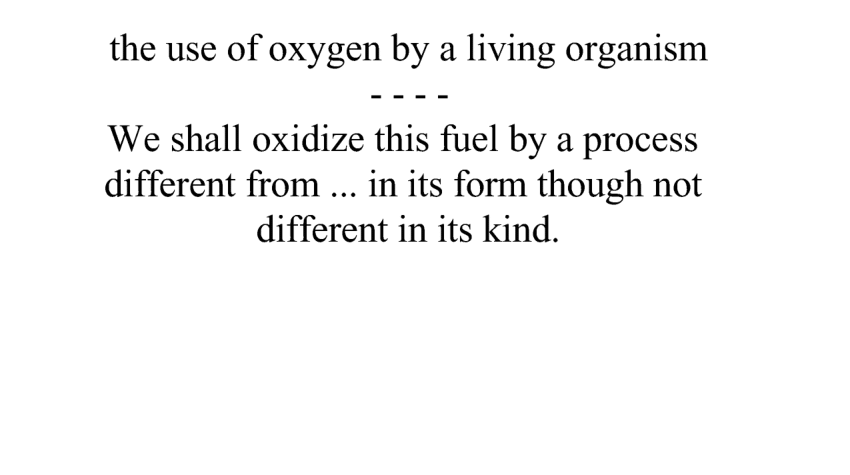 the use of oxygen by a living organism
- - - -
We shall oxidize this fuel by a process
different from ... in its form though not
different in its kind.